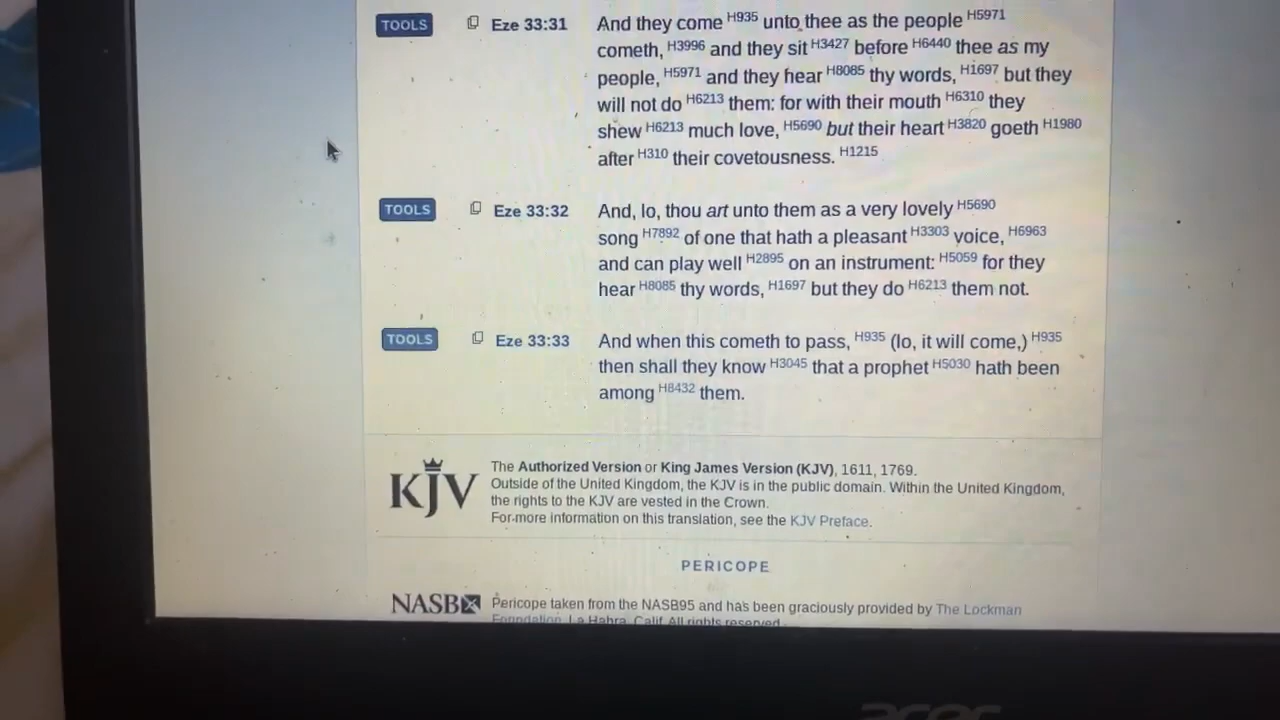 TOOLS Eze 33:31 And they come H935 unto thee as the people H5971
cometh, H3996 and they sit H3427 before H6440 thee as my
people, H5971 and they hear H8085 thy words, H1697 but they
will not do H6213 them: for with their mouth H6310 they
shew H6213 much love, H5690 but their heart H3820 goeth H1980
after H310 their covetousness. H1215
TOOLS Eze 33:32 And, lo, thou art unto them as a very lovely H5690
song H7892 of one that hath a pleasant H3303 voice, H6963
and can play well H2895 on an instrument: H5059 for they
hear H8085 thy words, H1697 but they do H6213 them not.
TOOLS Eze 33:33 And when this cometh to pass, H935 (lo, it will come,) H935
then shall they know H3045 that a prophet H5030 hath been
among H8432 them.
KJV
The Authorized Version or King James Version (KJV), 1611, 1769.
Outside of the United Kingdom, the KJV is in the public domain. Within the United Kingdom,
the rights to the KJV are vested in the Crown.
For more information on this translation, see the KJV Preface.
PERICOPE
NASB
Pericope taken from the NASB95 and has been graciously provided by The Lockman
Foundation, La Habra, Calif. All rights reserved.
acer